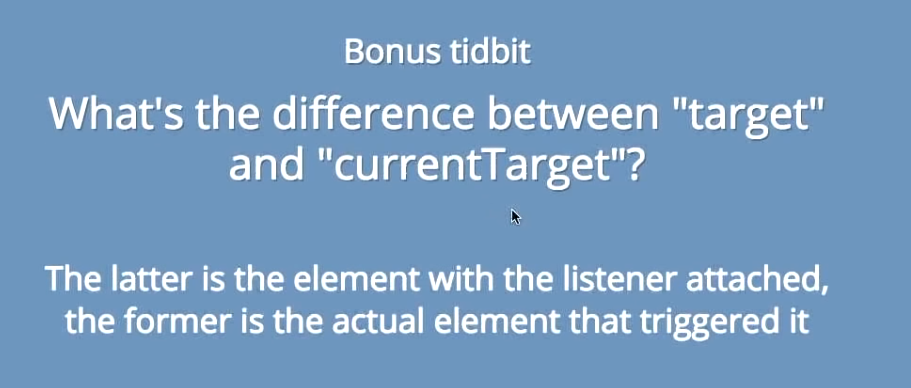 Bonus tidbit
What's the difference between "target"
and "currentTarget"?
The latter is the element with the listener attached,
the former is the actual element that triggered it